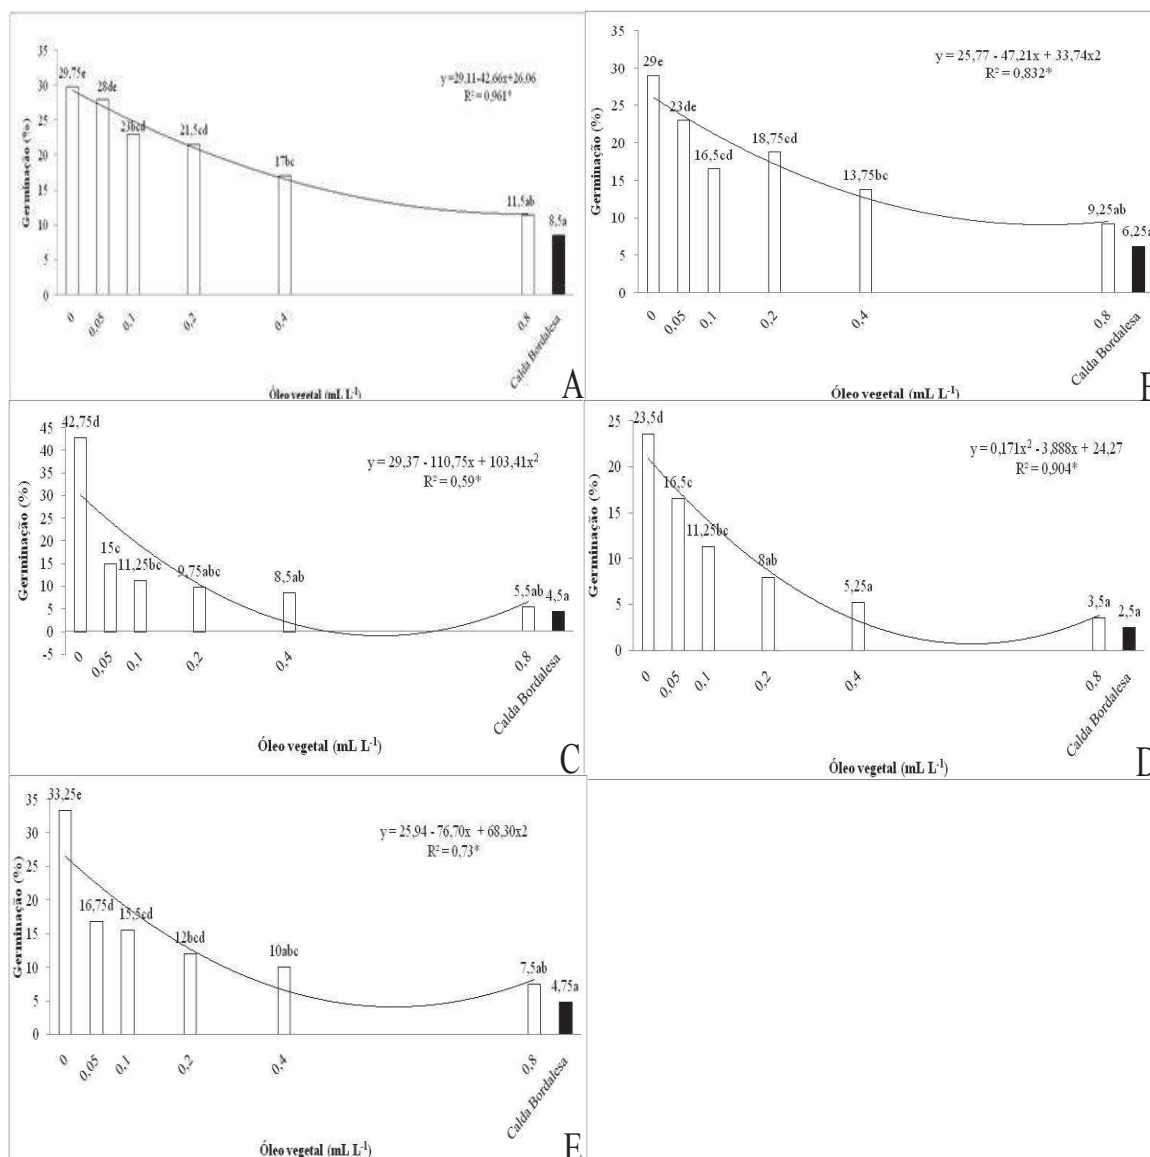 y =29,11-42,66x+26,06
R² = 0,961*
Germinação (%)
35
30
25
20
15
10
5
0
29,75e
28de
23bcd
21,5cd
17bc
11,5ab
8,5a
0
0,05
0,1
0,2
0,4
0,8
Calda Bordalesa
Óleo vegetal (mL L⁻¹)
A
y = 25,77 - 47,21x + 33,74x2
R² = 0,832*
Germinação (%)
35
30
25
20
15
10
5
0
29e
23de
16,5cd
18,75cd
13,75bc
9,25ab
6,25a
0
0,05
0,1
0,2
0,4
0,8
Calda Bordalesa
Óleo vegetal (mL L⁻¹)
y = 29,37 - 110,75x + 103,41x²
R² = 0,59*
Germinação (%)
45
40
35
30
25
20
15
10
5
0
-5
42,75d
15c
11,25bc
9,75abc
8,5ab
5,5ab
4,5a
0
0,05
0,1
0,2
0,4
0,8
Calda Bordalesa
Óleo vegetal (mL L⁻¹)
C
y = 0,171x² - 3,888x + 24,27
R² = 0,904*
Germinação (%)
25
20
15
10
5
0
23,5d
16,5c
11,25bc
8ab
5,25a
3,5a
2,5a
0
0,05
0,1
0,2
0,4
0,8
Calda Bordalesa
Óleo vegetal (mL L⁻¹)
D
y = 25,94 - 76,70x + 68,30x2
R² = 0,73*
Germinação (%)
35
30
25
20
15
10
5
0
33,25e
16,75d
15,5cd
12bcd
10abc
7,5ab
4,75a
0
0,05
0,1
0,2
0,4
0,8
Calda Bordalesa
Óleo vegetal (mL L⁻¹)
E